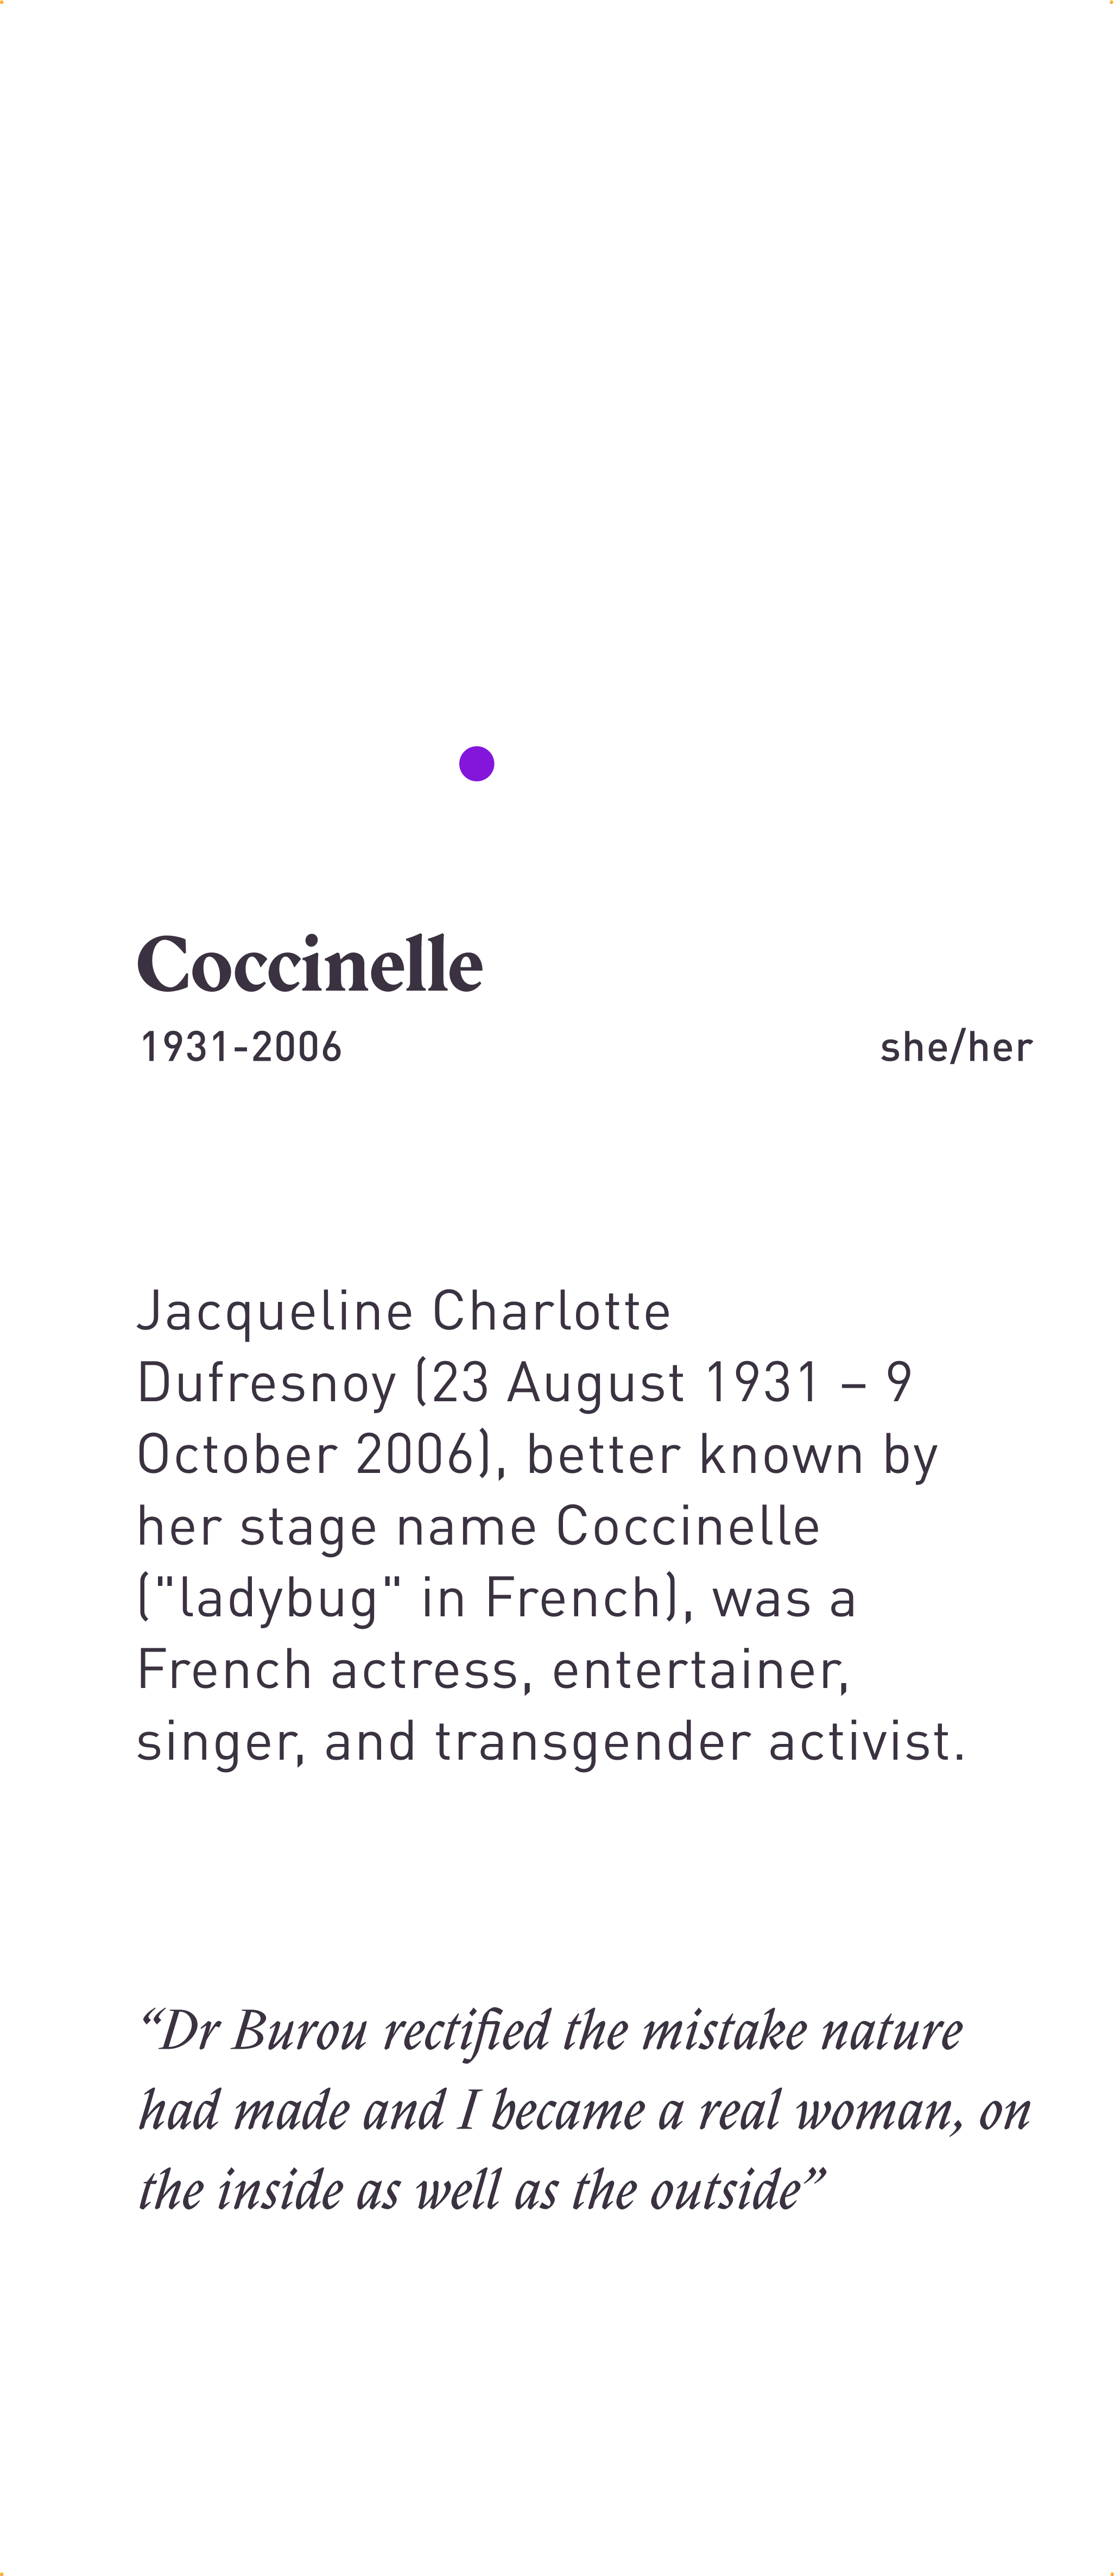 Coccinelle
1931-2006 she/her
Jacqueline Charlotte
Dufresnoy (23 August 1931 – 9
October 2006), better known by
her stage name Coccinelle
("ladybug" in French), was a
French actress, entertainer,
singer, and transgender activist.
“Dr Burou rectified the mistake nature
had made and I became a real woman, on
the inside as well as the outside”